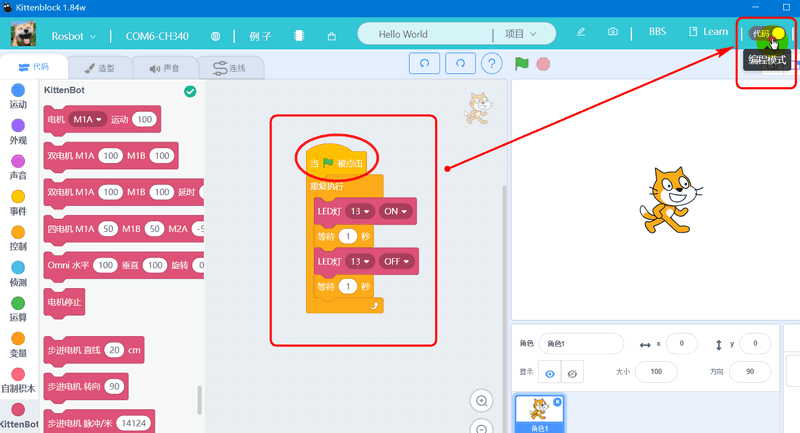 Kittenblock 1.84w
Rosbot
COM6-CH340
例子
Hello World
项目
BBS
Learn
代码
编程模式
代码
造型
声音
连线
运动
外观
声音
事件
控制
侦测
运算
变量
自制积木
KittenBot
KittenBot
电机 M1A 运动 100
双电机 M1A 100 M1B 100
双电机 M1A 100 M1B 100 延时
四电机 M1A 50 M1B 50 M2A
Omni 水平 100 垂直 100 旋转
电机停止
步进电机 直线 20 cm
步进电机 转向 90
步进电机 脉冲/米 14124
当 被点击
重复执行
LED灯 13 ON
等待 1 秒
LED灯 13 OFF
等待 1 秒
角色 角色1 x 0 y 0
显示 大小 100 方向 90
角色1